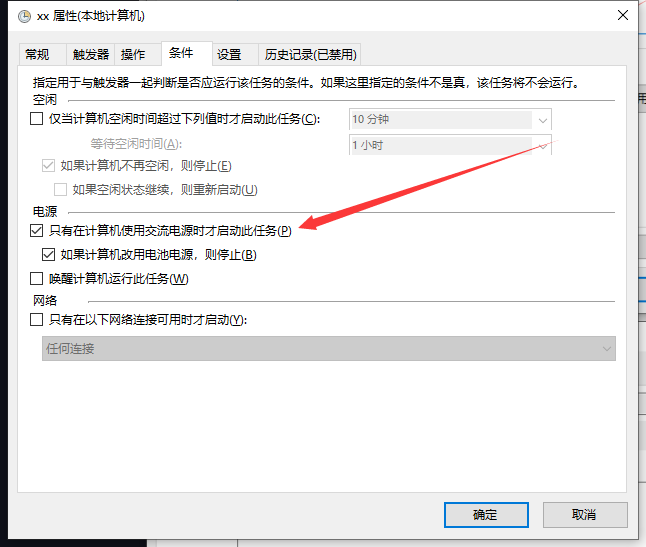 xx 属性(本地计算机)
常规 触发器 操作 条件 设置 历史记录(已禁用)
指定用于与触发器一起判断是否应运行该任务的条件。如果这里指定的条件不是真，该任务将不会运行。
空闲
仅当计算机空闲时间超过下列值时才启动此任务(C): 10 分钟
等待空闲时间(A): 1 小时
如果计算机不再空闲，则停止(E)
如果空闲状态继续，则重新启动(U)
电源
只有在计算机使用交流电源时才启动此任务(P)
如果计算机改用电池电源，则停止(B)
唤醒计算机运行此任务(W)
网络
只有在以下网络连接可用时才启动(Y):
任何连接
确定 取消